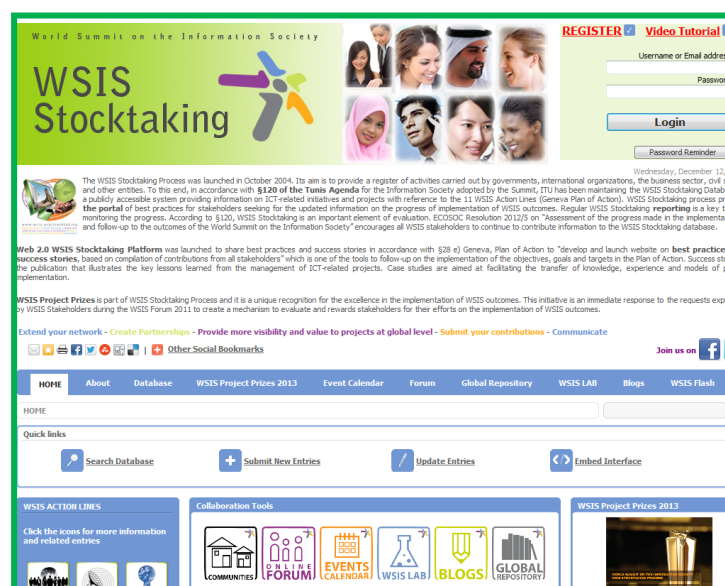 World Summit on the Information Society
WSIS
Stocktaking
REGISTER Video Tutorial
Username or Email addres
Passwor
Login
Password Reminder
Wednesday, December 12,
The WSIS Stocktaking Process was launched in October 2004. Its aim is to provide a register of activities carried out by governments, international organizations, the business sector, civil s
and other entities. To this end, in accordance with §120 of the Tunis Agenda for the Information Society adopted by the Summit, ITU has been maintaining the WSIS Stocktaking Datab
a publicly accessible system providing information on ICT-related initiatives and projects with reference to the 11 WSIS Action Lines (Geneva Plan of Action). WSIS Stocktaking process pr
the portal of best practices for stakeholders seeking for the updated information on the progress of implementation of WSIS outcomes. Regular WSIS Stocktaking reporting is a key t
monitoring the progress. According to §120, WSIS Stocktaking is an important element of evaluation. ECOSOC Resolution 2012/5 on "Assessment of the progress made in the implementa
and follow-up to the outcomes of the World Summit on the Information Society" encourages all WSIS stakeholders to continue to contribute information to the WSIS Stocktaking database.
Web 2.0 WSIS Stocktaking Platform was launched to share best practices and success stories in accordance with §28 e) Geneva, Plan of Action to "develop and launch website on best practice
success stories, based on compilation of contributions from all stakeholders" which is one of the tools to follow-up on the implementation of the objectives, goals and targets in the Plan of Action. Success stor
the publication that illustrates the key lessons learned from the management of ICT-related projects. Case studies are aimed at facilitating the transfer of knowledge, experience and models of p
mplementation.
WSIS Project Prizes is part of WSIS Stocktaking Process and it is a unique recognition for the excellence in the implementation of WSIS outcomes. This initiative is an immediate response to the requests exp
by WSIS Stakeholders during the WSIS Forum 2011 to create a mechanism to evaluate and rewards stakeholders for their efforts on the implementation of WSIS outcomes.
Extend your network - Create Partnerships - Provide more visibility and value to projects at global level - Submit your contributions - Communicate
Other Social Bookmarks
Join us on
HOME About Database WSIS Project Prizes 2013 Event Calendar Forum Global Repository WSIS LAB Blogs WSIS Flash
HOME
Quick links
Search Database Submit New Entries Update Entries Embed Interface
WSIS ACTION LINES
Collaboration Tools
WSIS Project Prizes 2013
Click the icons for more information
and related entries
COMMUNITIES
ONLINE
FORUM
EVENTS
CALENDAR
WSIS LAB
BLOGS
GLOBAL
REPOSITORY